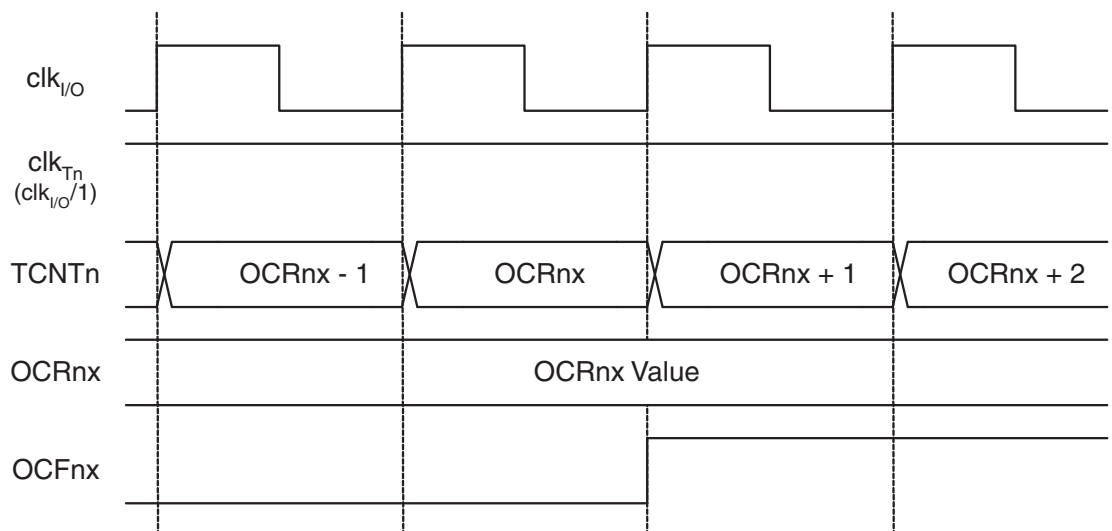 clkI/O
clkTn
(clkI/O/1)
TCNTn OCRnx - 1 OCRnx OCRnx + 1 OCRnx + 2
OCRnx OCRnx Value
OCFnx